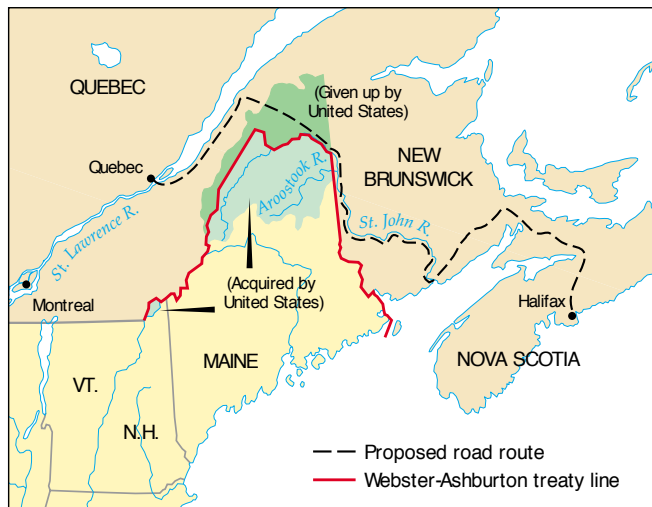 QUEBEC
(Given up by
United States)
Quebec
NEW
BRUNSWICK
Aroostook R.
St. John R.
St. Lawrence R.
(Acquired by
United States)
Montreal
Halifax
MAINE
NOVA SCOTIA
VT.
N.H.
Proposed road route
Webster-Ashburton treaty line